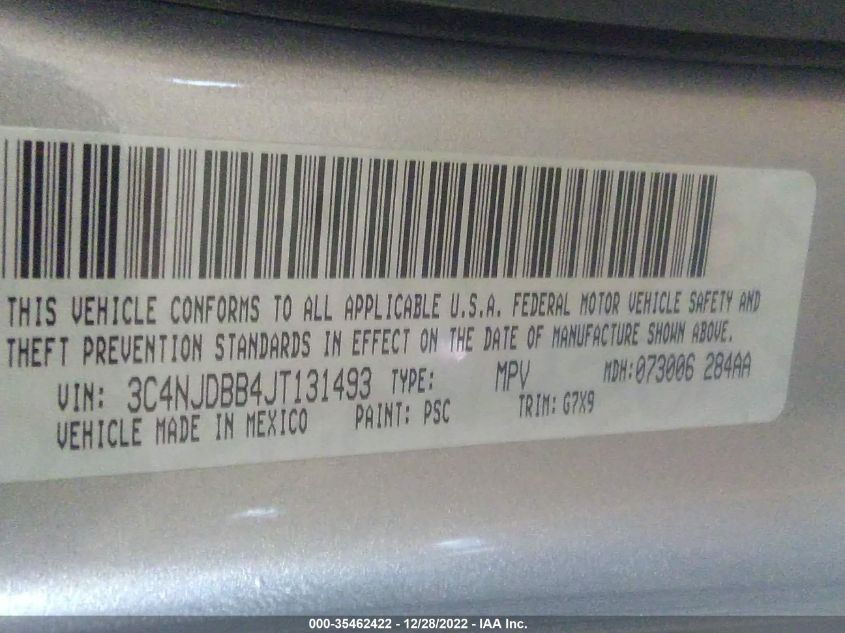 THIS VEHICLE CONFORMS TO ALL APPLICABLE U.S.A. FEDERAL MOTOR VEHICLE SAFETY AND
THEFT PREVENTION STANDARDS IN EFFECT ON THE DATE OF MANUFACTURE SHOWN ABOVE.
VIN: 3C4NJDBB4JT131493 TYPE: MPV MDH:073006 284AA
VEHICLE MADE IN MEXICO PAINT: PSC TRIM: G7X9
000-35462422 - 12/28/2022 - IAA Inc.